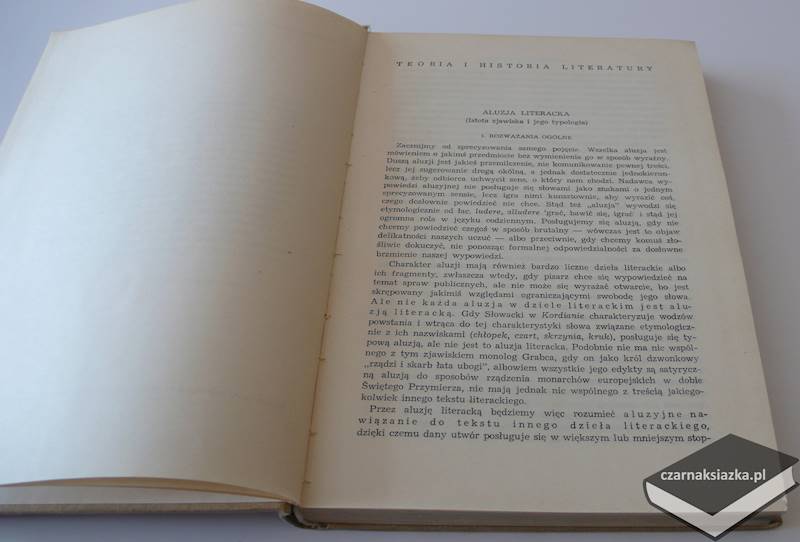 TEORIA I HISTORIA LITERATURY
ALUZJA LITERACKA
(Istota zjawiska i jego typologia)
1. ROZWAŻANIA OGÓLNE
Zacznijmy od sprecyzowania samego pojęcia. Wszelka aluzja jest
mówieniem o jakimś przedmiocie bez wymienienia go w sposób wyraźny.
Duszą aluzji jest jakieś przemilczenie, nie komunikowanie pewnej treści,
lecz jej sugerowanie drogą okólną, a jednak dostatecznie jednokierun-
kową, żeby odbiorca uchwycił sens, o który nam chodzi. Nadawca wy-
powiedzi aluzyjnej nie posługuje się słowami jako znakami o jednym
sprecyzowanym sensie, lecz igra nimi kunsztownie, aby wyrazić coś,
czego dosłownie powiedzieć nie chce. Stąd też „aluzja" wywodzi się
etymologicznie od łac. ludere, alludere 'grać, bawić się, igrać' i stąd jej
ogromna rola w języku codziennym. Posługujemy się aluzją, gdy nie
chcemy powiedzieć czegoś w sposób brutalny — wówczas jest to objaw
delikatności naszych uczuć — albo przeciwnie, gdy chcemy komuś zło-
śliwie dokuczyć, nie ponosząc formalnej odpowiedzialności za dosłowne
brzmienie naszej wypowiedzi.
Charakter aluzji mają również bardzo liczne dzieła literackie albo
ich fragmenty, zwłaszcza wtedy, gdy pisarz chce się wypowiedzieć na
temat spraw publicznych, ale nie może się wyrażać otwarcie, bo jest
skrępowany jakimiś względami ograniczającymi swobodę jego słowa.
Ale nie każda aluzja w dziele literackim jest alu-
zją literacką. Gdy Słowacki w Kordianie charakteryzuje wodzów
powstania i wtrąca do tej charakterystyki słowa związane etymologicz-
nie z ich nazwiskami (chłopek, czart, skrzynia, kruk), posługuje się ty-
pową aluzją, ale nie jest to aluzja literacka. Podobnie nie ma nic wspól-
nego z tym zjawiskiem monolog Grabca, gdy on jako król dzwonkowy
„rządzi i skarb łata ubogi", albowiem wszystkie jego edykty są satyrycz-
ną aluzją do sposobów rządzenia monarchów europejskich w dobie
Świętego Przymierza, nie mają jednak nic wspólnego z treścią jakiego-
kolwiek innego tekstu literackiego.
Przez aluzję literacką będziemy więc rozumieć aluzyjne na-
wiązanie do tekstu innego dzieła literackiego,
dzięki czemu dany utwór posługuje się w większym lub mniejszym stop-
czarnaksiazka.pl